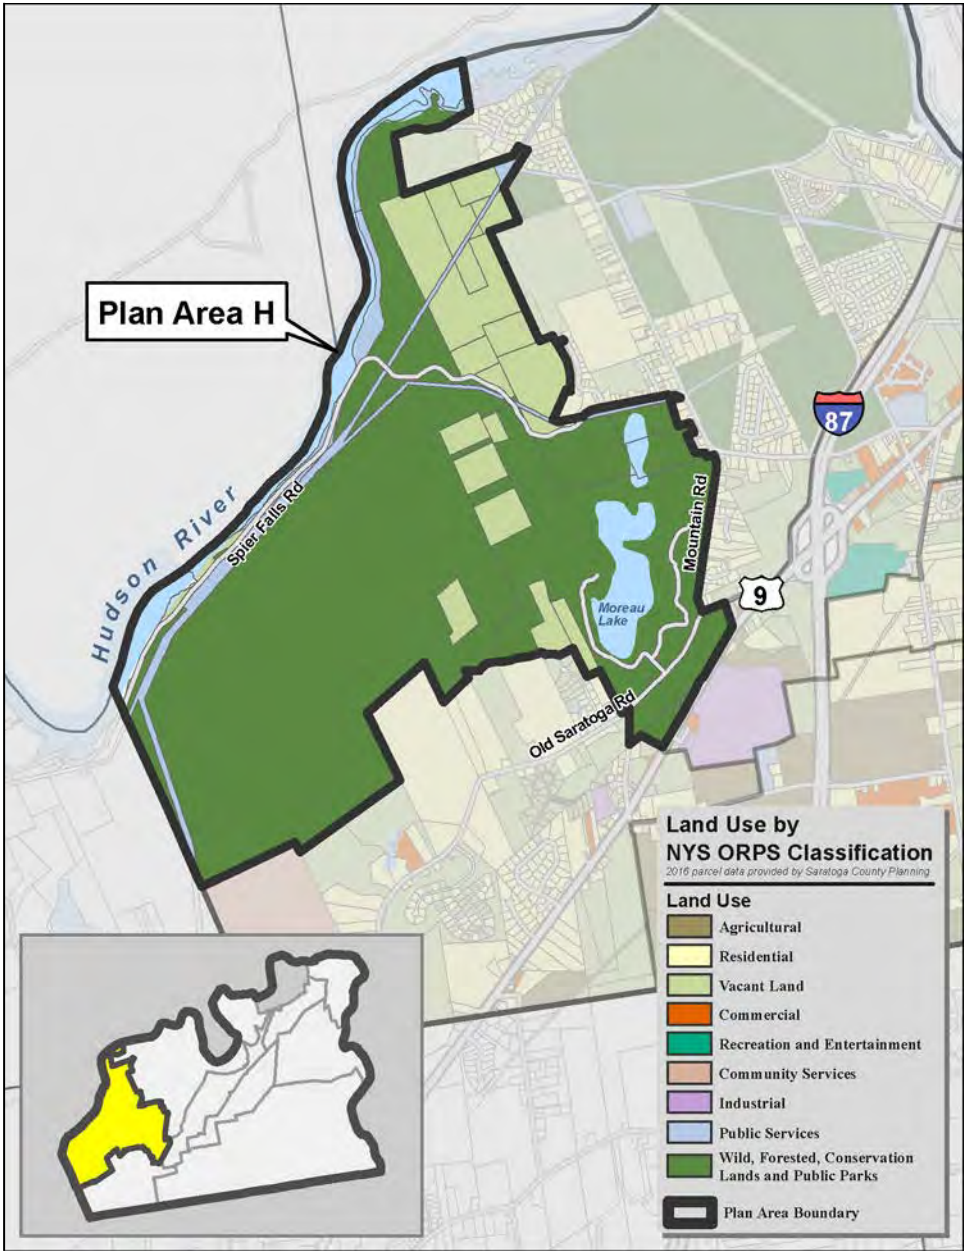 Plan Area H
87
Hudson River
Spier Falls Rd
Mountain Rd
9
Moreau
Lake
Old Saratoga Rd
Land Use by
NYS ORPS Classification
2016 parcel data provided by Saratoga County Planning
Land Use
Agricultural
Residential
Vacant Land
Commercial
Recreation and Entertainment
Community Services
Industrial
Public Services
Wild, Forested, Conservation
Lands and Public Parks
Plan Area Boundary